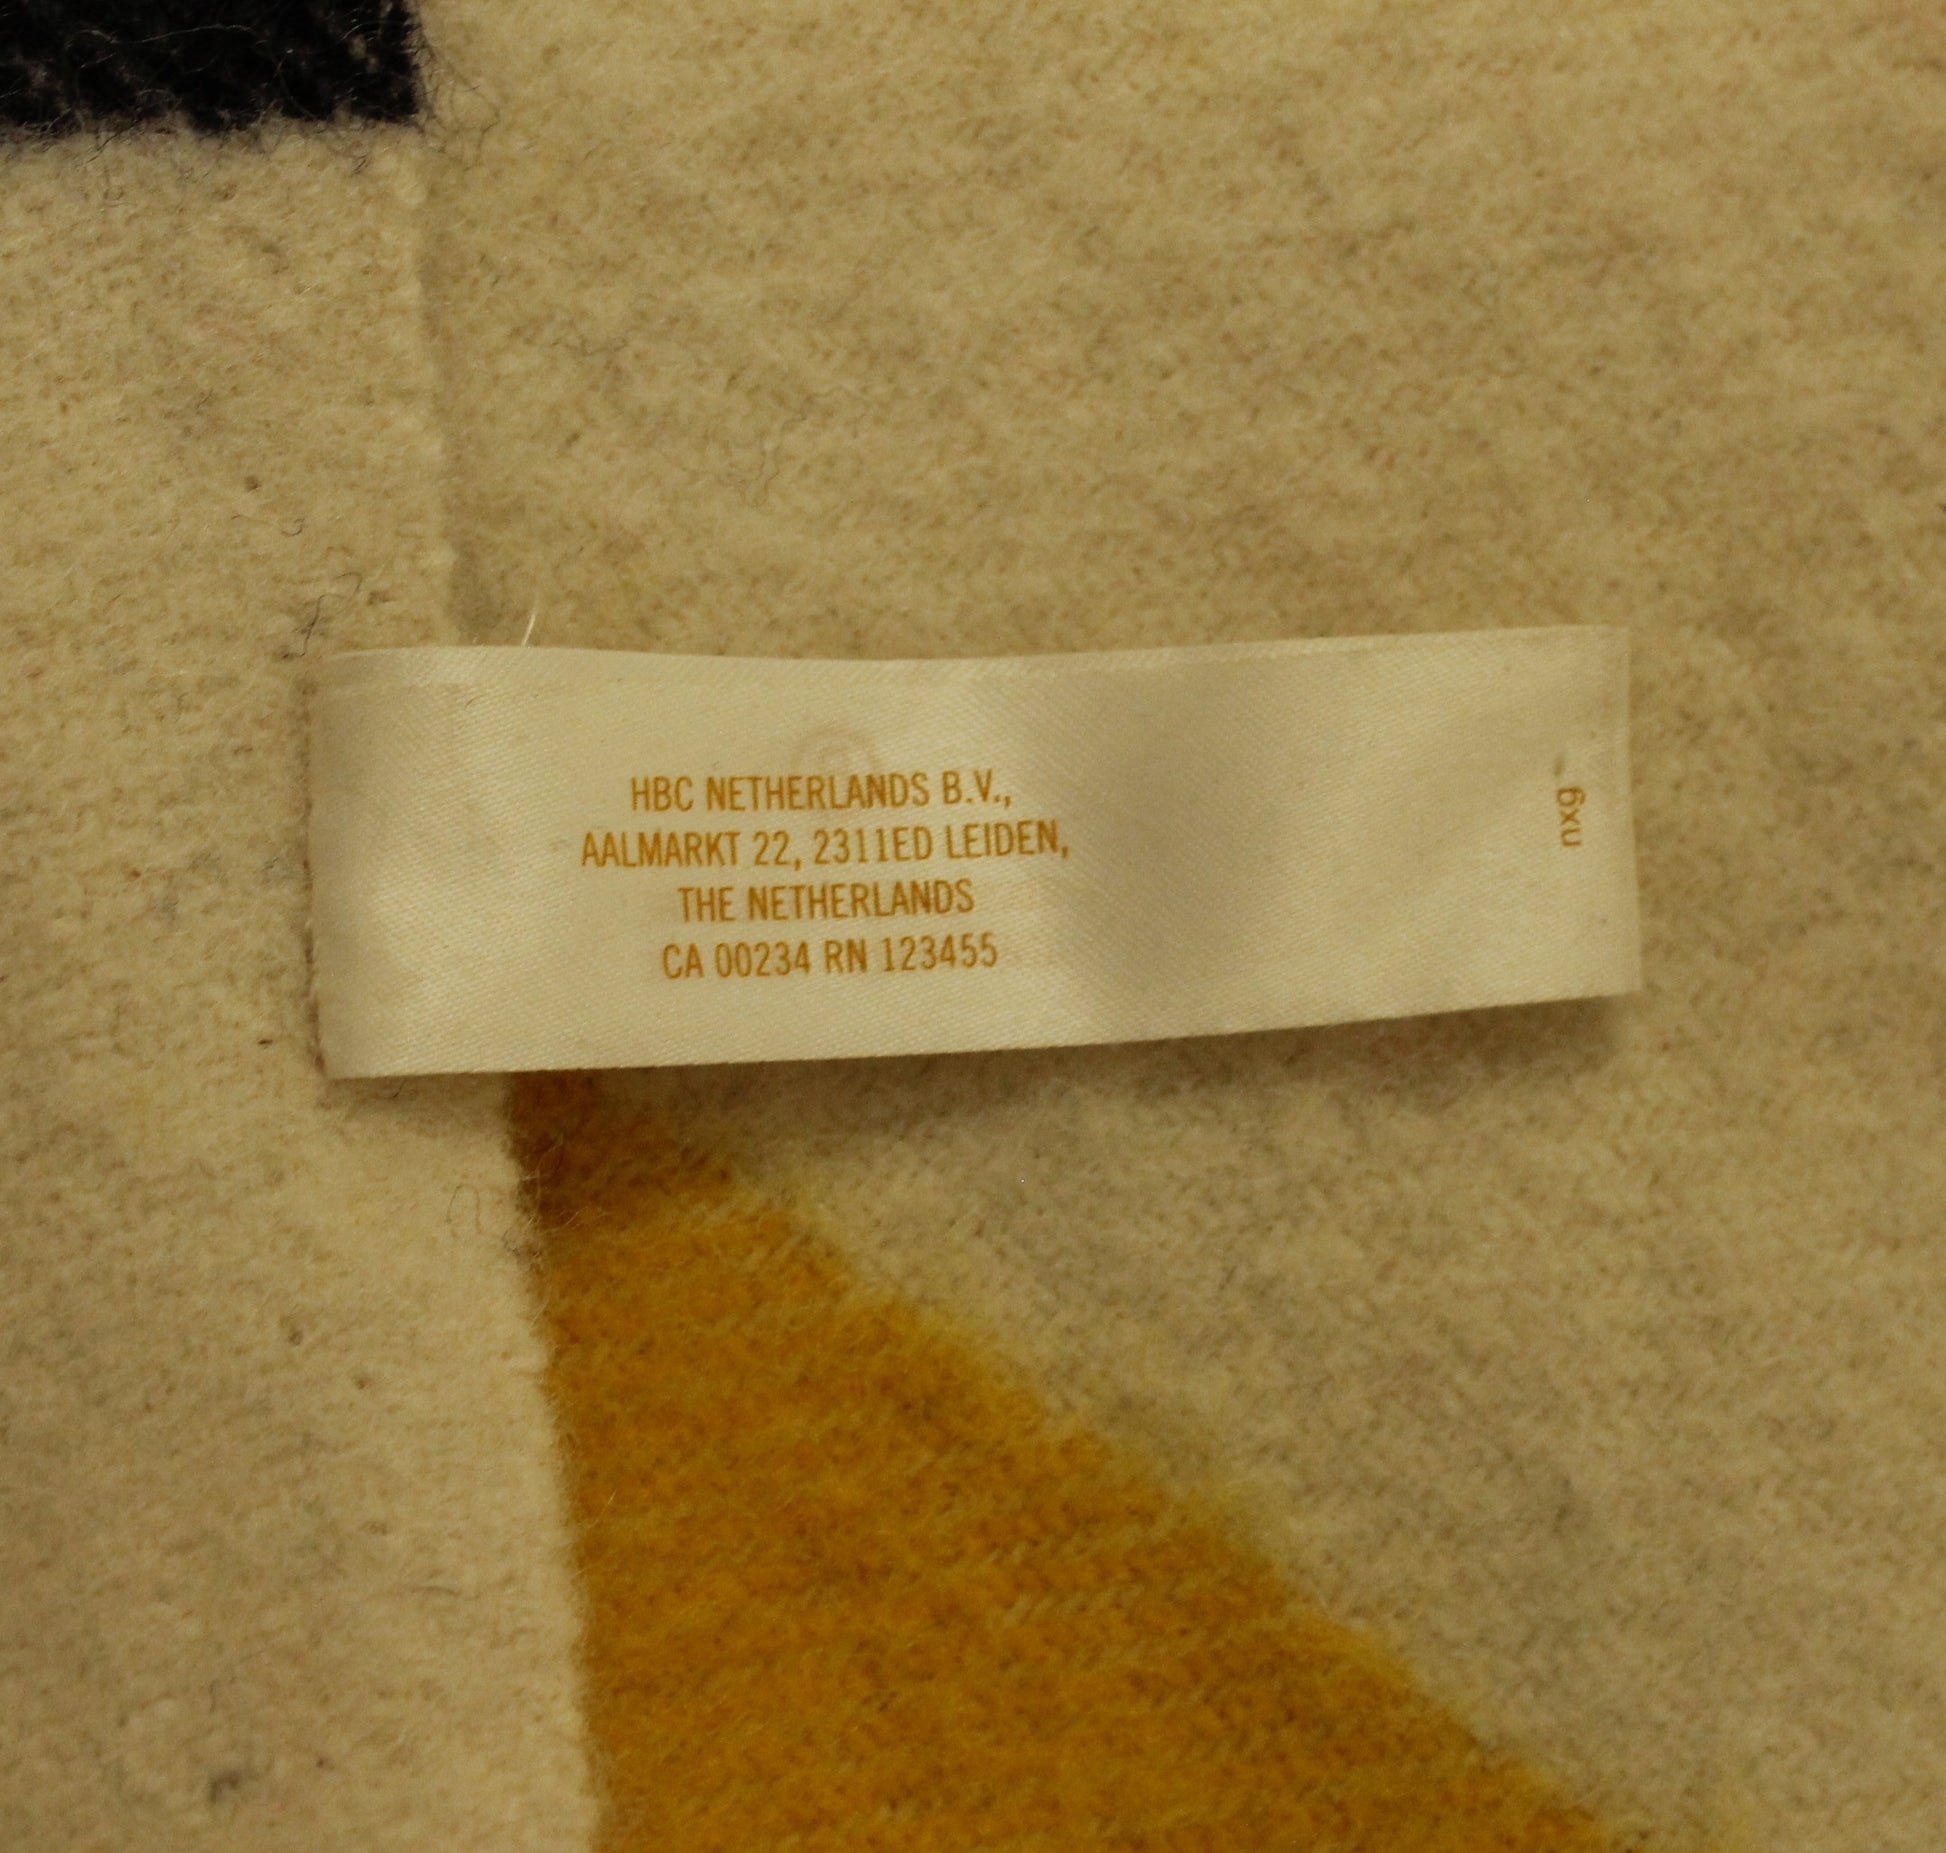 HBC NETHERLANDS B.V.,
AALMARKT 22, 2311ED LEIDEN,
THE NETHERLANDS
CA 00234 RN 123455
nxg